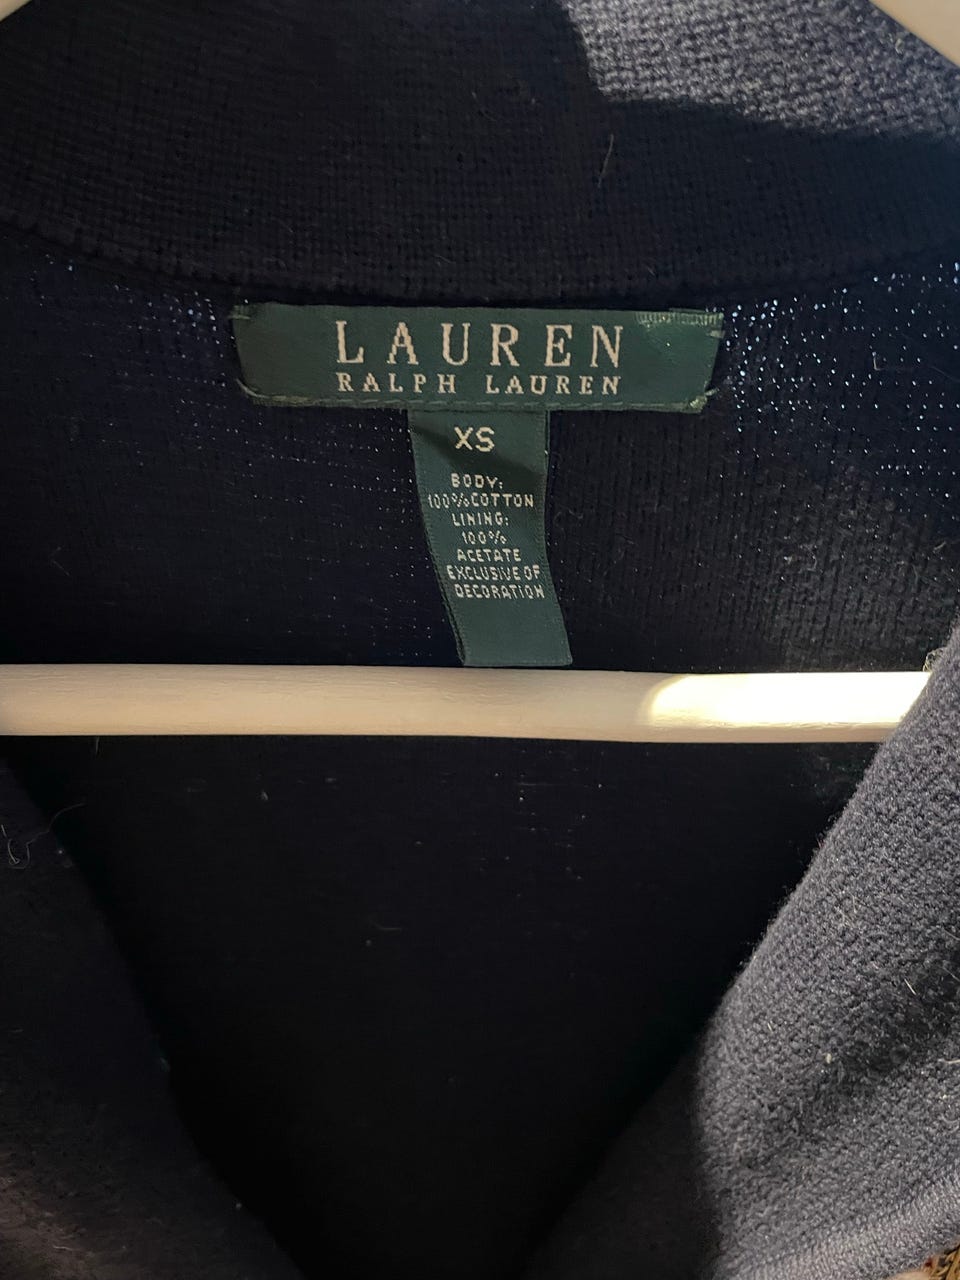 LAUREN
RALPH LAUREN
XS
BODY:
100%COTTON
LINING:
100%
ACETATE
EXCLUSIVE OF
DECORATION